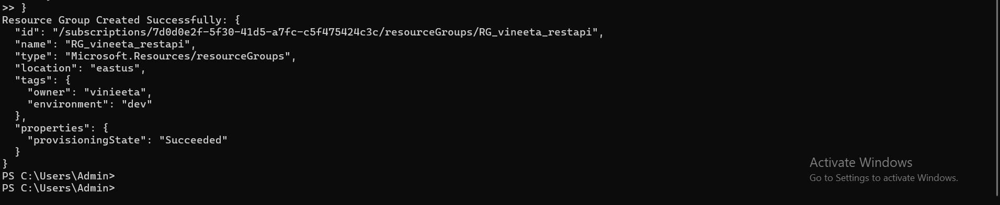 >> }
Resource Group Created Successfully: {
  "id": "/subscriptions/7d0d0e2f-5f30-41d5-a7fc-c5f475424c3c/resourceGroups/RG_vineeta_restapi",
  "name": "RG_vineeta_restapi",
  "type": "Microsoft.Resources/resourceGroups",
  "location": "eastus",
  "tags": {
    "owner": "vinieeta",
    "environment": "dev"
  },
  "properties": {
    "provisioningState": "Succeeded"
  }
}
PS C:\Users\Admin>
PS C:\Users\Admin>
Activate Windows
Go to Settings to activate Windows.